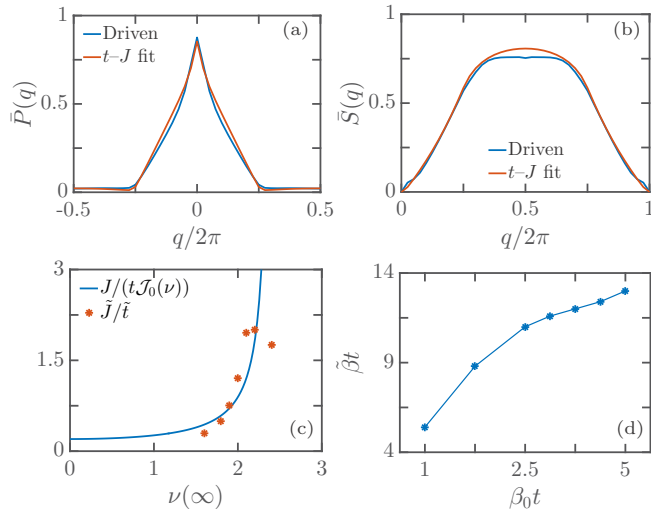 1
0.5
0
P̄(q)
Driven
t–J fit
(a)
-0.5
0
0.5
q/2π
1
0.5
0
S̄(q)
(b)
Driven
t–J fit
0
0.5
1
q/2π
3
1.5
0
J/(t𝒥₀(ν))
J̃/t̃
(c)
0
1
2
3
ν(∞)
14
9
4
β̃t
(d)
1
2.5
5
β₀t